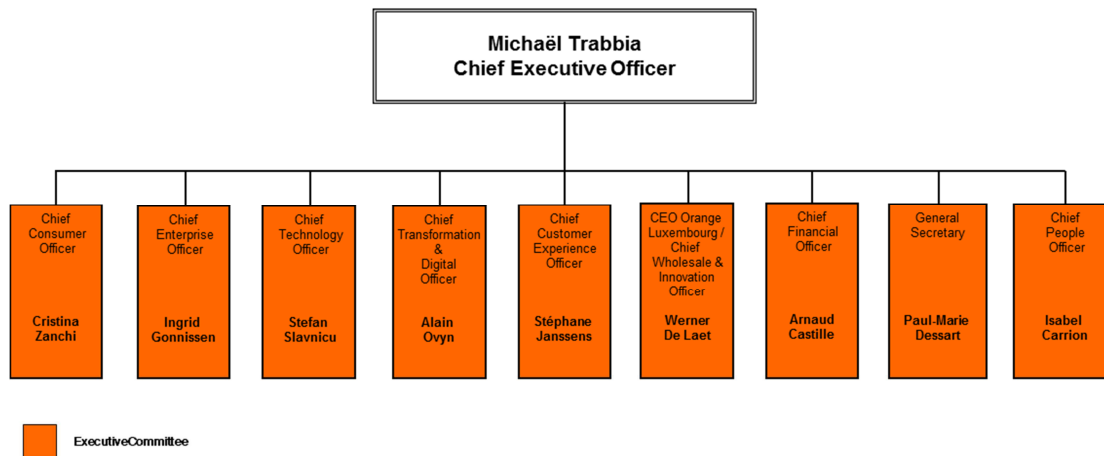 Michaël Trabbia
Chief Executive Officer
Chief
Consumer
Officer
Cristina
Zanchi
Chief
Enterprise
Officer
Ingrid
Gonnissen
Chief
Technology
Officer
Stefan
Slavnicu
Chief
Transformation
&
Digital
Officer
Alain
Ovyn
Chief
Customer
Experience
Officer
Stéphane
Janssens
CEO Orange
Luxembourg /
Chief
Wholesale &
Innovation
Officer
Werner
De Laet
Chief
Financial
Officer
Arnaud
Castille
General
Secretary
Paul-Marie
Dessart
Chief
People
Officer
Isabel
Carrion
ExecutiveCommittee